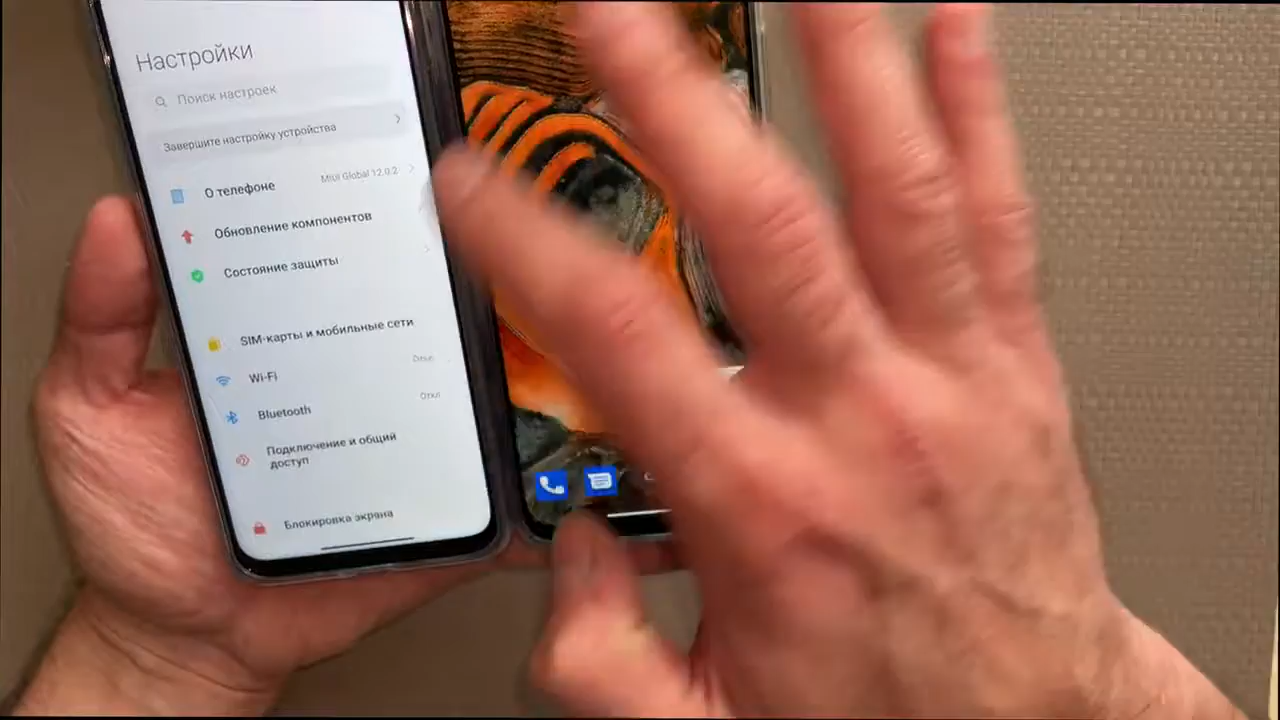 Настройки
Поиск настроек
Завершите настройку устройства
О телефоне
MIUI Global 12.0.2
Обновление компонентов
Состояние защиты
SIM-карты и мобильные сети
Wi-Fi
Откл
Bluetooth
Откл
Подключение и общий
доступ
Блокировка экрана